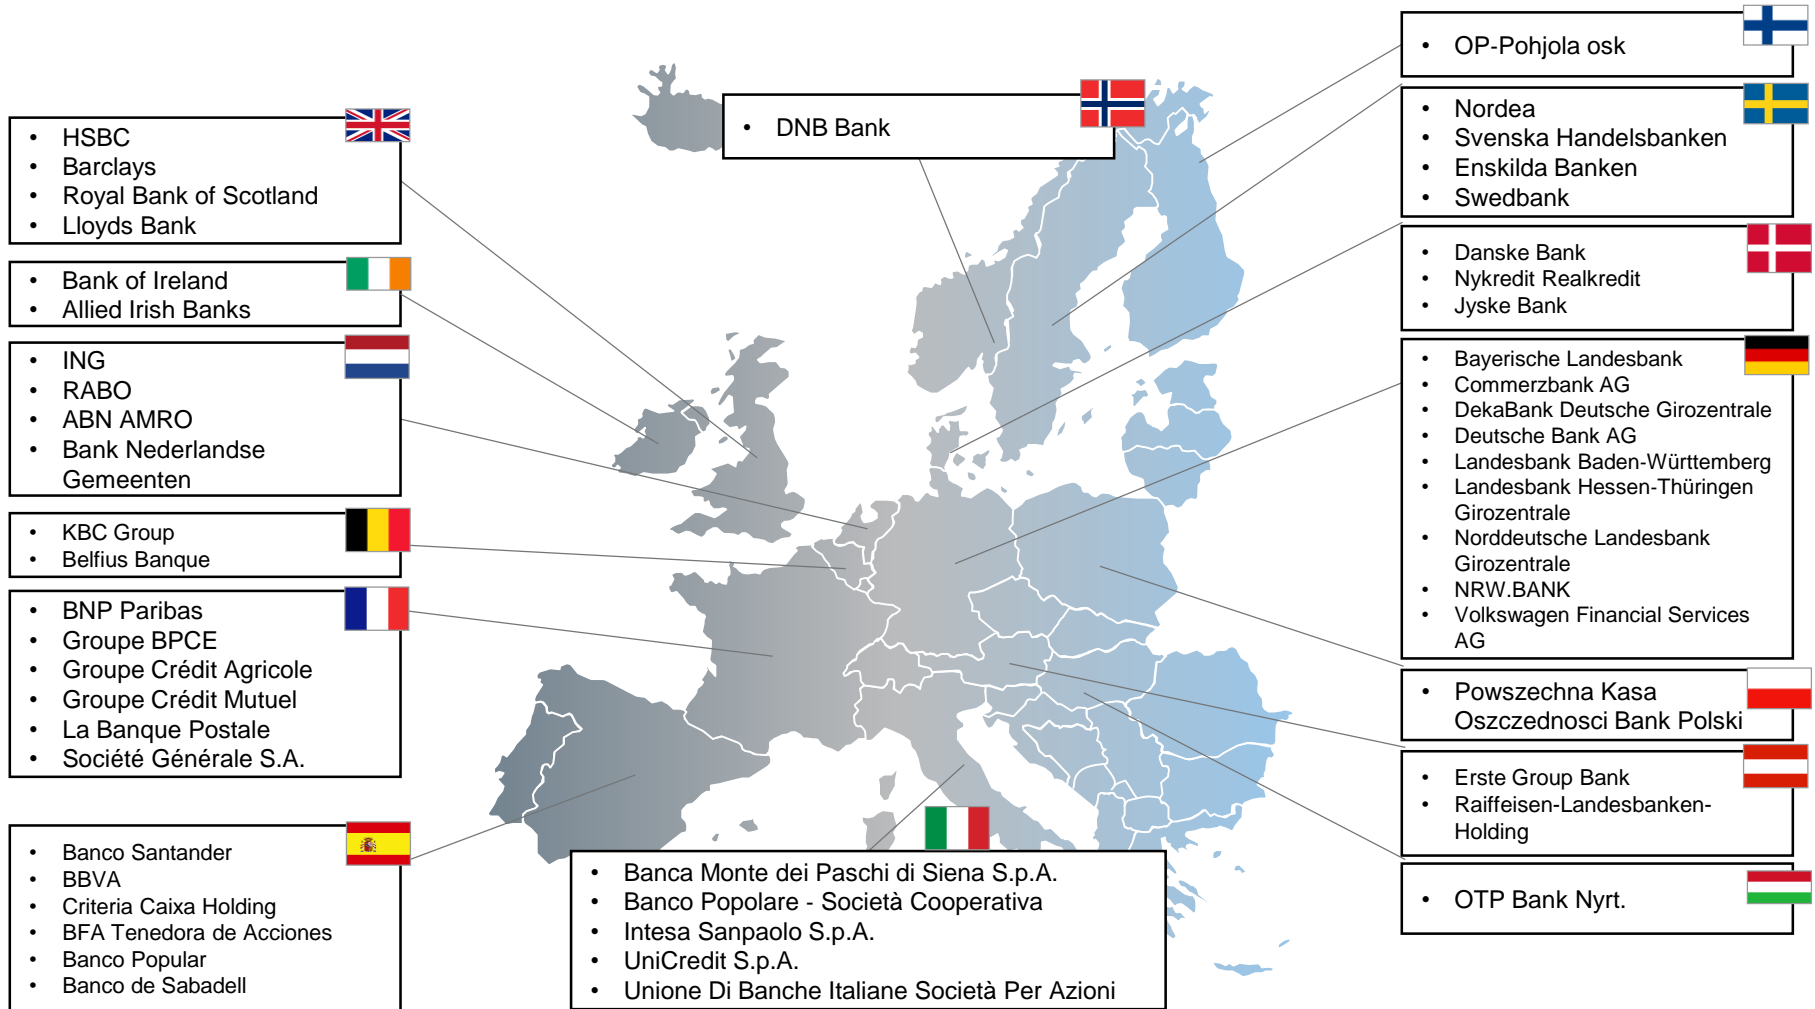 • HSBC
• Barclays
• Royal Bank of Scotland
• Lloyds Bank
• Bank of Ireland
• Allied Irish Banks
• ING
• RABO
• ABN AMRO
• Bank Nederlandse
Gemeenten
• KBC Group
• Belfius Banque
• BNP Paribas
• Groupe BPCE
• Groupe Crédit Agricole
• Groupe Crédit Mutuel
• La Banque Postale
• Société Générale S.A.
• Banco Santander
• BBVA
• Criteria Caixa Holding
• BFA Tenedora de Acciones
• Banco Popular
• Banco de Sabadell
• DNB Bank
• Banca Monte dei Paschi di Siena S.p.A.
• Banco Popolare - Società Cooperativa
• Intesa Sanpaolo S.p.A.
• UniCredit S.p.A.
• Unione Di Banche Italiane Società Per Azioni
• OP-Pohjola osk
• Nordea
• Svenska Handelsbanken
• Enskilda Banken
• Swedbank
• Danske Bank
• Nykredit Realkredit
• Jyske Bank
• Bayerische Landesbank
• Commerzbank AG
• DekaBank Deutsche Girozentrale
• Deutsche Bank AG
• Landesbank Baden-Württemberg
• Landesbank Hessen-Thüringen
Girozentrale
• Norddeutsche Landesbank
Girozentrale
• NRW.BANK
• Volkswagen Financial Services
AG
• Powszechna Kasa
Oszczednosci Bank Polski
• Erste Group Bank
• Raiffeisen-Landesbanken-
Holding
• OTP Bank Nyrt.